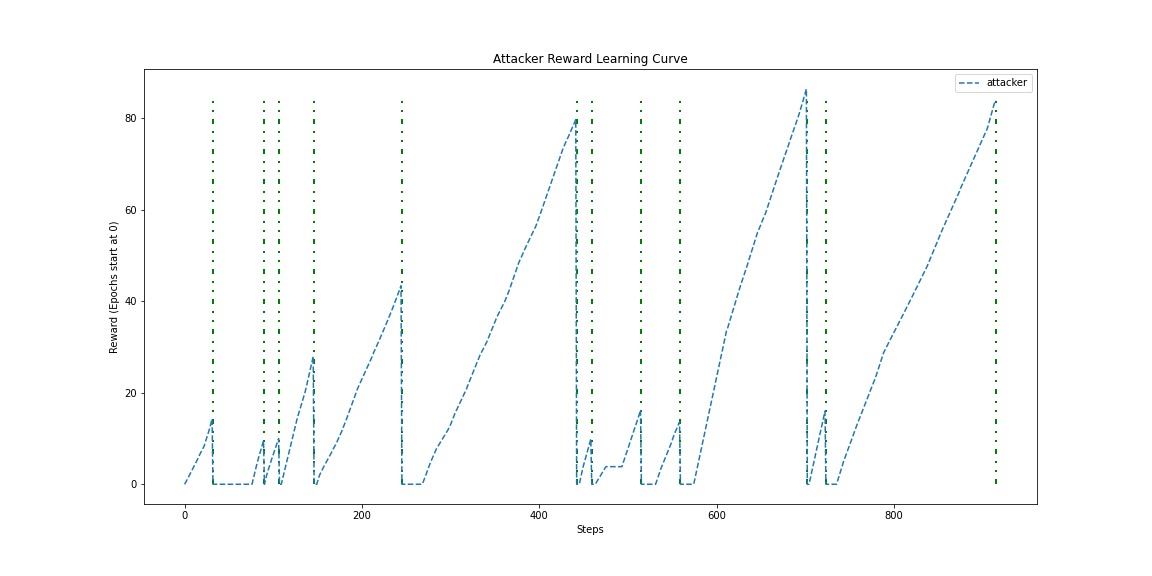 Attacker Reward Learning Curve
attacker
80
60
40
20
0
Reward (Epochs start at 0)
0 200 400 600 800
Steps